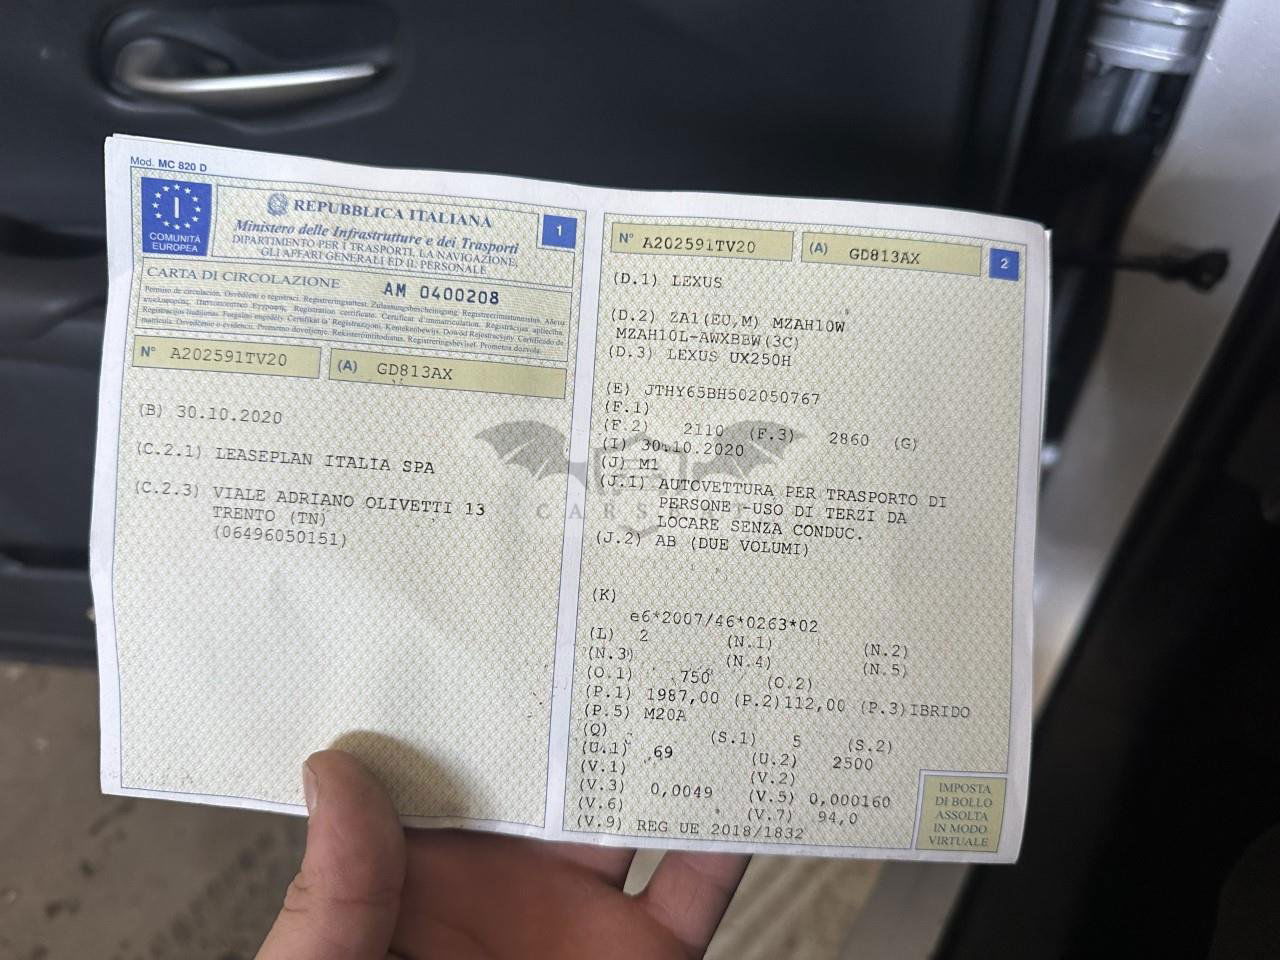 Mod. MC 820 D
I
COMUNITÀ
EUROPEA
REPUBBLICA ITALIANA
1
Ministero delle Infrastrutture e dei Trasporti
DIPARTIMENTO PER I TRASPORTI, LA NAVIGAZIONE,
GLI AFFARI GENERALI ED IL PERSONALE
CARTA DI CIRCOLAZIONE AM 0400208
N° A202591TV20 (A) GD813AX
(B) 30.10.2020
(C.2.1) LEASEPLAN ITALIA SPA
(C.2.3) VIALE ADRIANO OLIVETTI 13
TRENTO (TN)
(06496050151)
N° A202591TV20 (A) GD813AX 2
(D.1) LEXUS
(D.2) ZA1(EU,M) MZAH10W
MZAH10L-AWXBBW(3C)
(D.3) LEXUS UX250H
(E) JTHY65BH502050767
(F.1)
(F.2) 2110 (F.3) 2860 (G)
(I) 30.10.2020
(J) M1
(J.1) AUTOVETTURA PER TRASPORTO DI
PERSONE -USO DI TERZI DA
LOCARE SENZA CONDUC.
(J.2) AB (DUE VOLUMI)
(K)
e6*2007/46*0263*02
(L) 2 (N.1) (N.2)
(N.3) (N.4) (N.5)
(O.1) 750 (O.2)
(P.1) 1987,00 (P.2)112,00 (P.3)IBRIDO
(P.5) M20A
(Q) (S.1) 5 (S.2)
(U.1) 69 (U.2) 2500
(V.1) (V.2)
(V.3) 0,0049 (V.5) 0,000160
(V.6) (V.7) 94,0
(V.9) REG UE 2018/1832
IMPOSTA
DI BOLLO
ASSOLTA
IN MODO
VIRTUALE